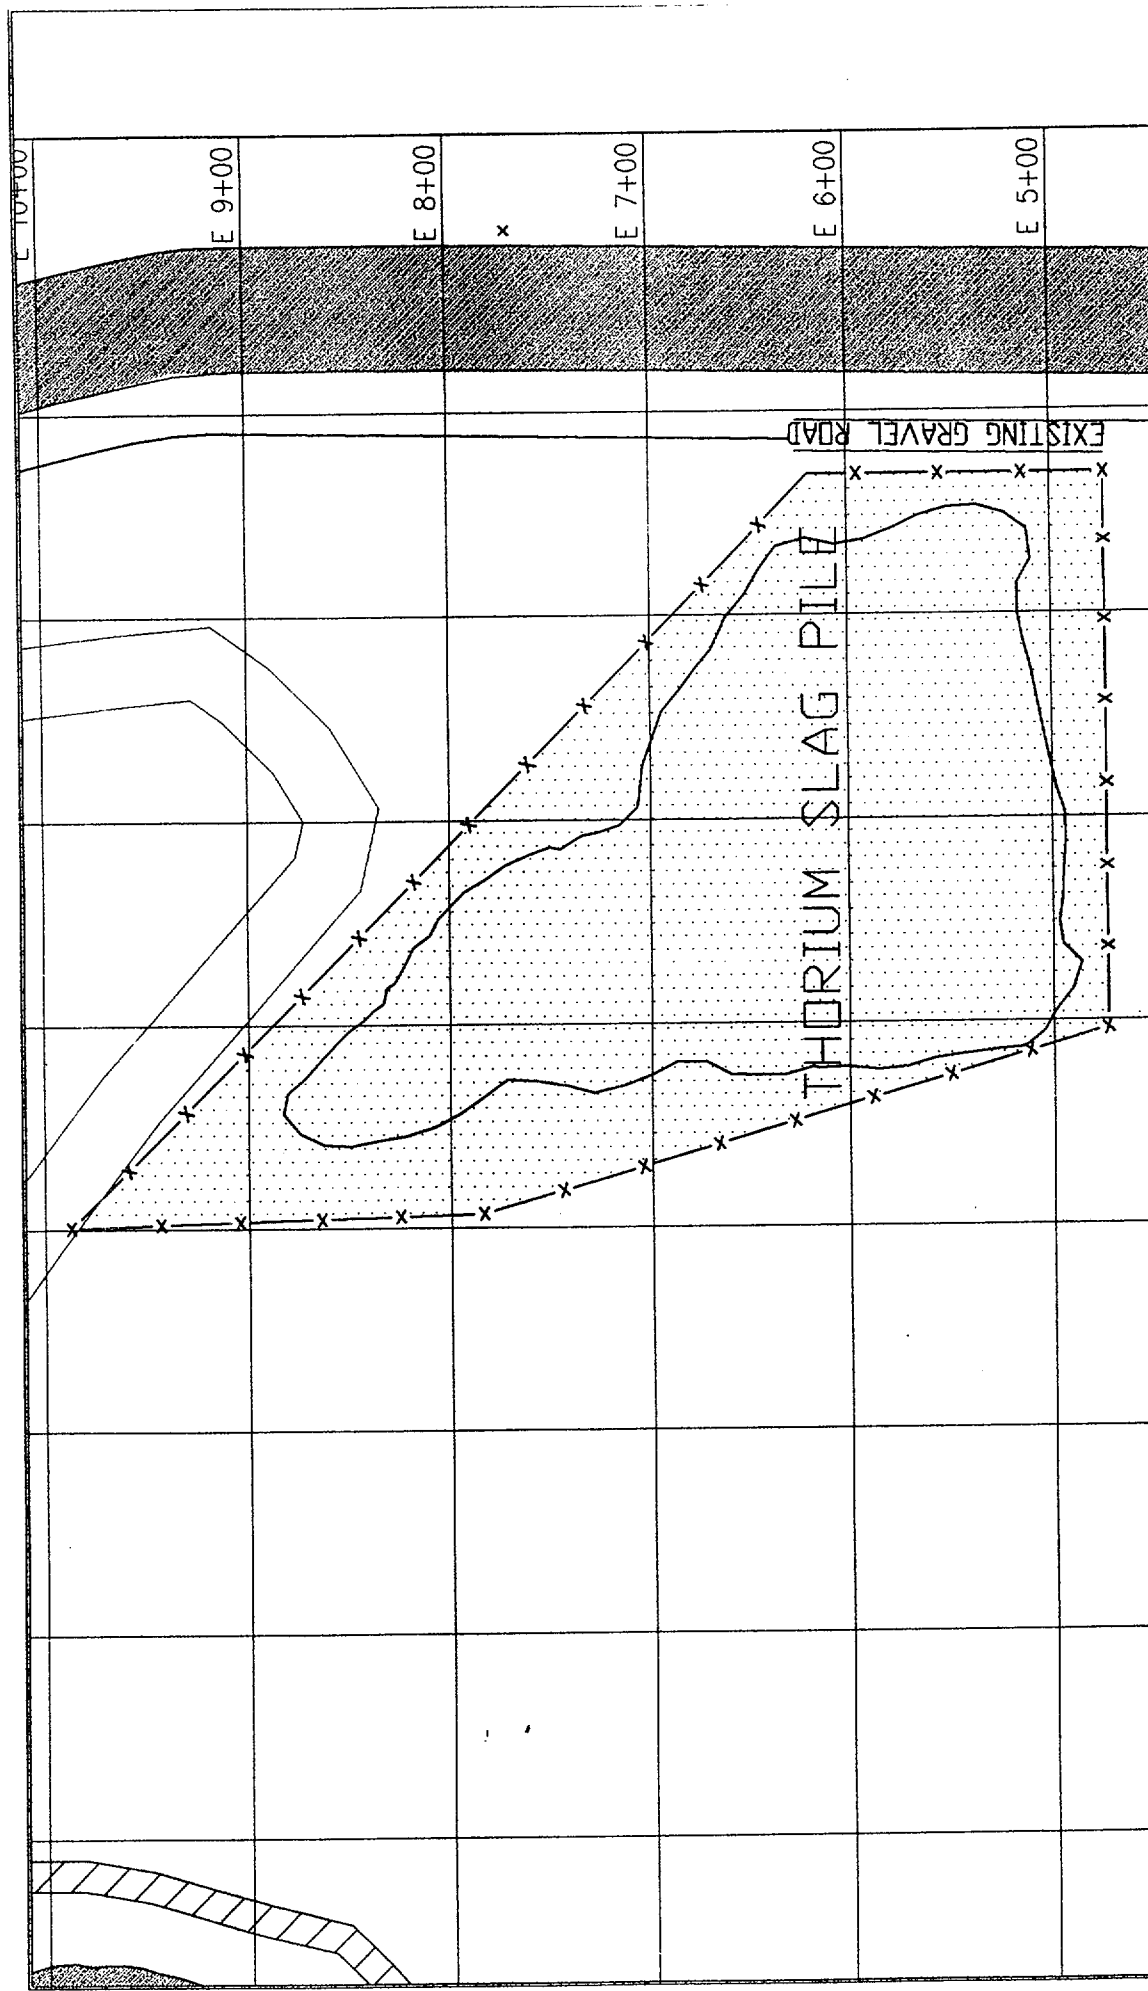 E 10+00
E 9+00
E 8+00
E 7+00
E 6+00
E 5+00
EXISTING GRAVEL ROAD
THORIUM SLAG PILE